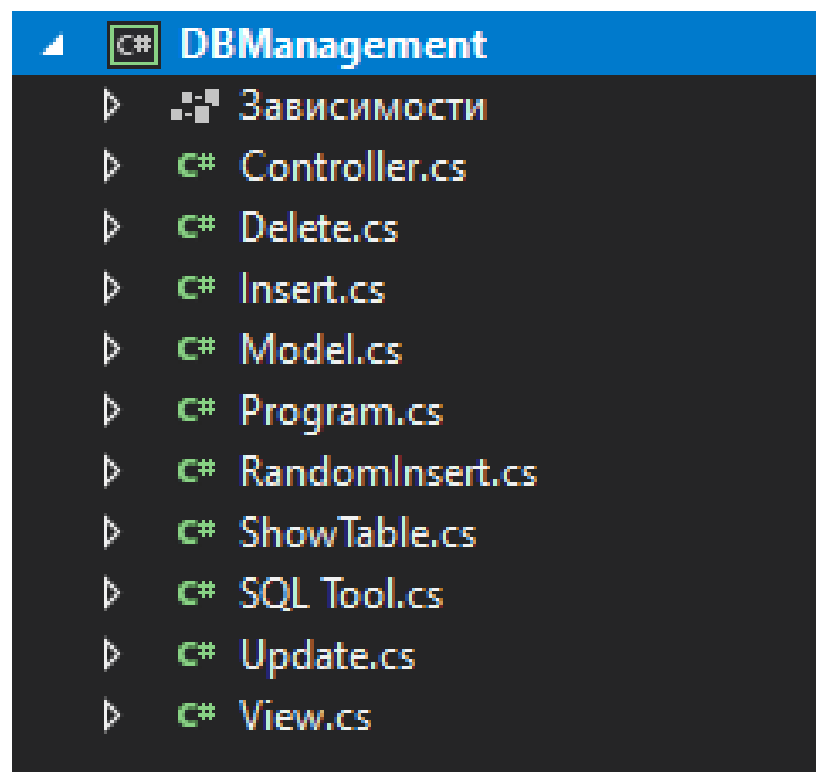 C# DBManagement
Зависимости
C# Controller.cs
C# Delete.cs
C# Insert.cs
C# Model.cs
C# Program.cs
C# RandomInsert.cs
C# ShowTable.cs
C# SQL Tool.cs
C# Update.cs
C# View.cs